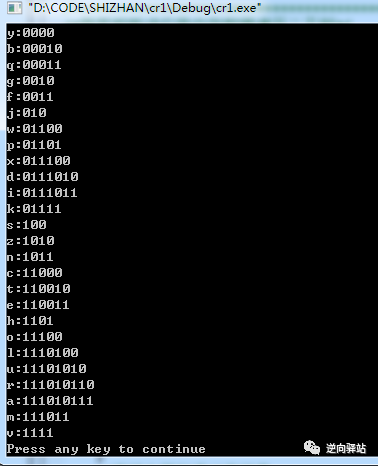 "D:\CODE\SHIZHAN\cr1\Debug\cr1.exe"
y:0000
b:00010
q:00011
g:0010
f:0011
j:010
w:01100
p:01101
x:011100
d:0111010
i:0111011
k:01111
s:100
z:1010
n:1011
c:11000
t:110010
e:110011
h:1101
o:11100
l:1110100
u:11101010
r:111010110
a:111010111
m:111011
v:1111
Press any key to continue
逆向驿站